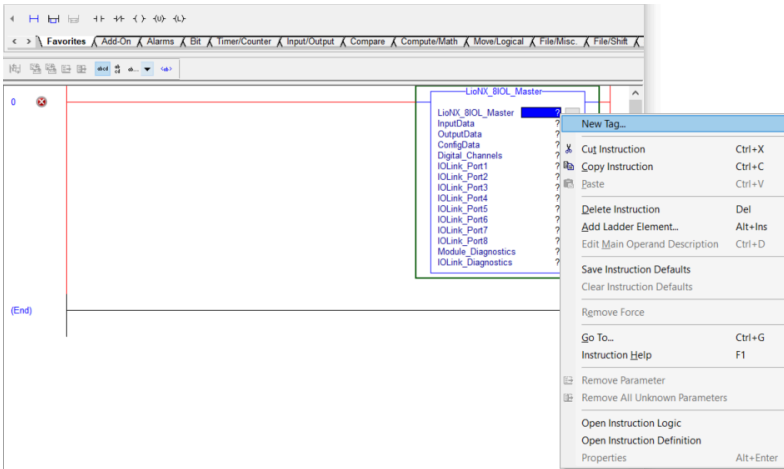 Favorites Add-On Alarms Bit Timer/Counter Input/Output Compare Compute/Math Move/Logical File/Misc. File/Shift
0
LioNX_8IOL_Master
LioNX_8IOL_Master ?
InputData ?
OutputData ?
ConfigData ?
Digital_Channels ?
IOLink_Port1 ?
IOLink_Port2 ?
IOLink_Port3 ?
IOLink_Port4 ?
IOLink_Port5 ?
IOLink_Port6 ?
IOLink_Port7 ?
IOLink_Port8 ?
Module_Diagnostics ?
IOLink_Diagnostics ?
(End)
New Tag...
Cut Instruction Ctrl+X
Copy Instruction Ctrl+C
Paste Ctrl+V
Delete Instruction Del
Add Ladder Element... Alt+Ins
Edit Main Operand Description Ctrl+D
Save Instruction Defaults
Clear Instruction Defaults
Remove Force
Go To... Ctrl+G
Instruction Help F1
Remove Parameter
Remove All Unknown Parameters
Open Instruction Logic
Open Instruction Definition
Properties Alt+Enter